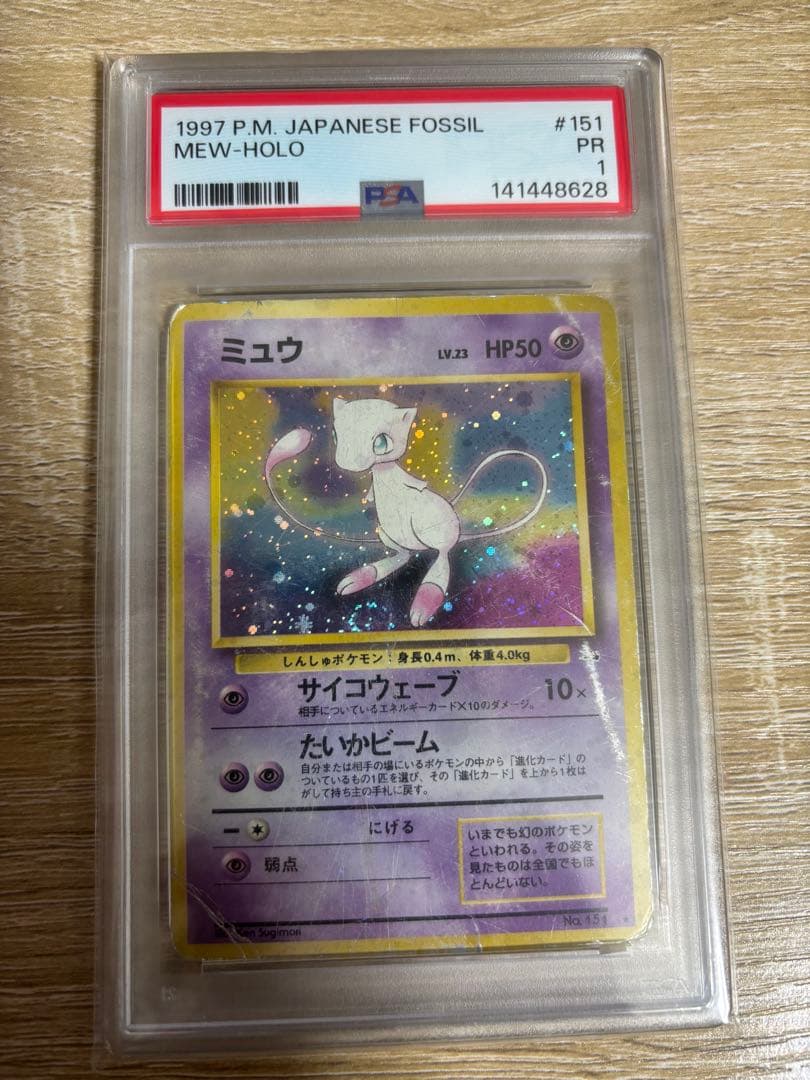 1997 P.M. JAPANESE FOSSIL #151
MEW-HOLO PR
1
PSA 141448628
ミュウ LV.23 HP50
しんしゅポケモン:身長0.4m、体重4.0kg
サイコウェーブ 10×
相手についているエネルギーカード×10のダメージ。
たいかビーム
自分または相手の場にいるポケモンの中から「進化カード」の
ついているもの1匹を選び、その「進化カード」を上から1枚は
がして持ち主の手札に戻す。
にげる
弱点
いまでも幻のポケモン
といわれる。その姿を
見たものは全国でもほ
とんどいない。
Ken Sugimori No.151